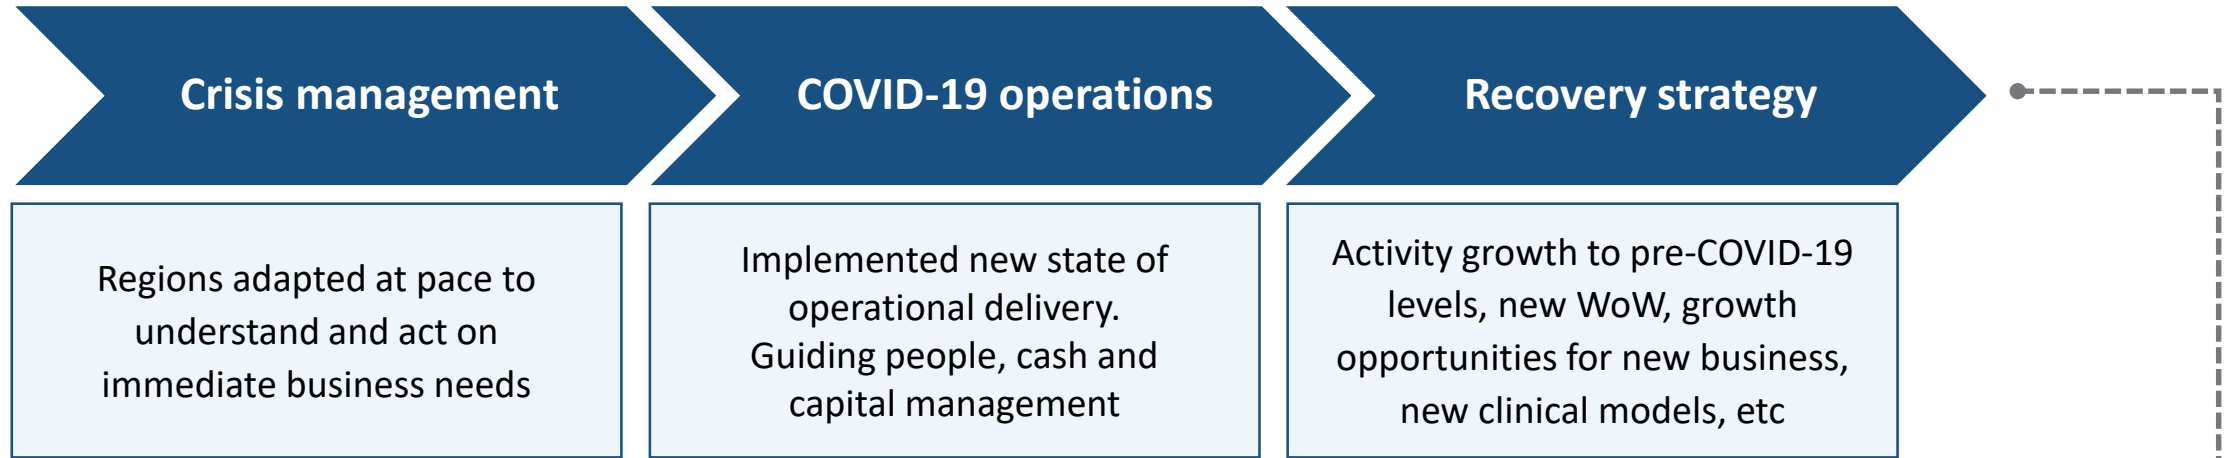 Crisis management
COVID-19 operations
Recovery strategy
Regions adapted at pace to
understand and act on
immediate business needs
Implemented new state of
operational delivery.
Guiding people, cash and
capital management
Activity growth to pre-COVID-19
levels, new WoW, growth
opportunities for new business,
new clinical models, etc